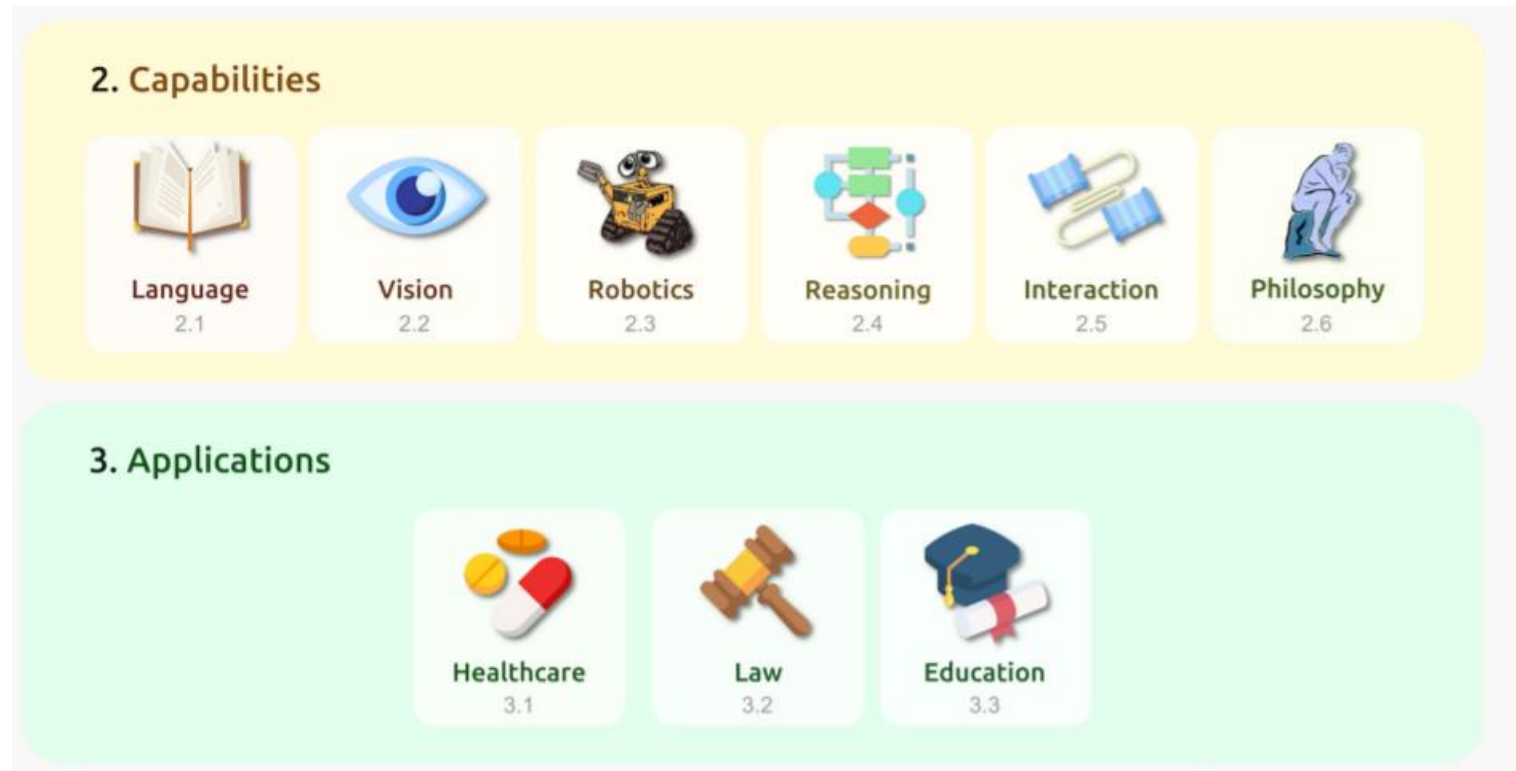 2. Capabilities
Language
2.1
Vision
2.2
Robotics
2.3
Reasoning
2.4
Interaction
2.5
Philosophy
2.6
3. Applications
Healthcare
3.1
Law
3.2
Education
3.3